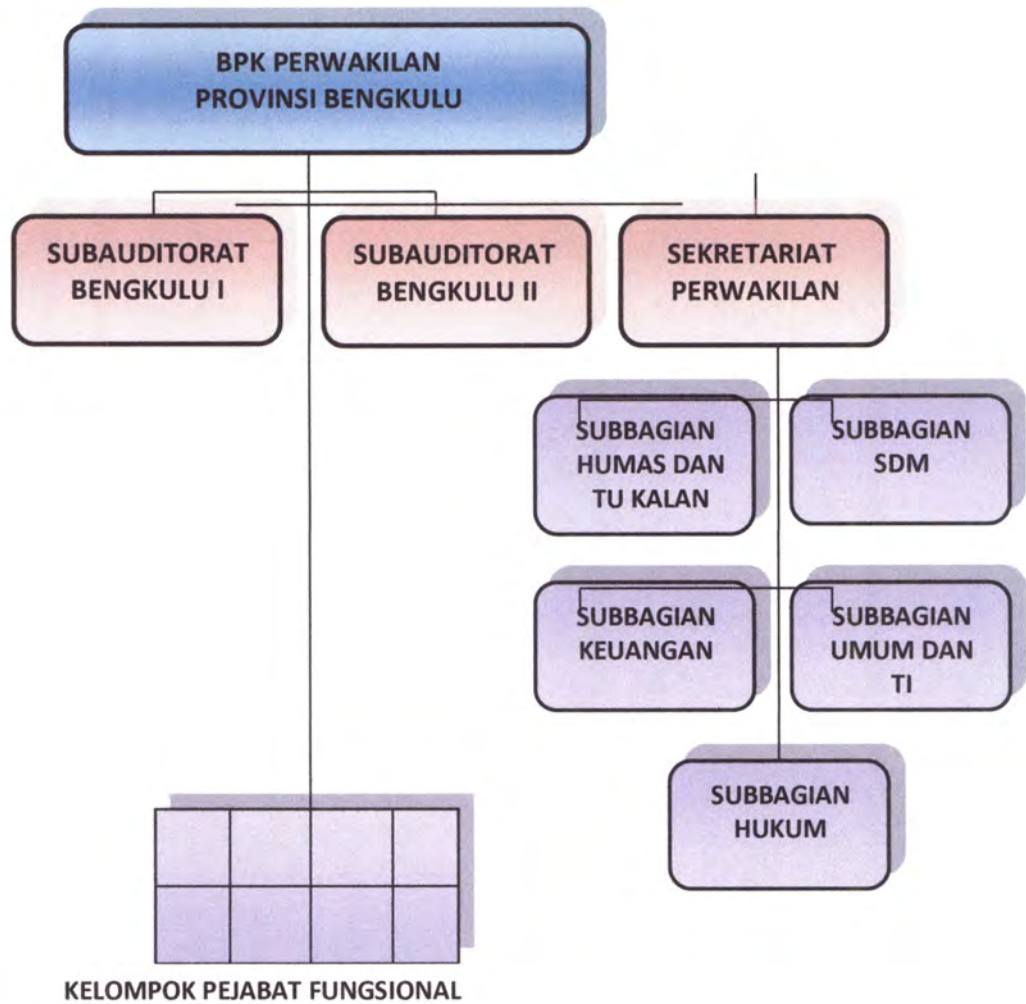 BPK PERWAKILAN
PROVINSI BENGKULU
SUBAUDITORAT
BENGKULU I
SUBAUDITORAT
BENGKULU II
SEKRETARIAT
PERWAKILAN
SUBBAGIAN
HUMAS DAN
TU KALAN
SUBBAGIAN
SDM
SUBBAGIAN
KEUANGAN
SUBBAGIAN
UMUM DAN
TI
SUBBAGIAN
HUKUM
KELOMPOK PEJABAT FUNGSIONAL